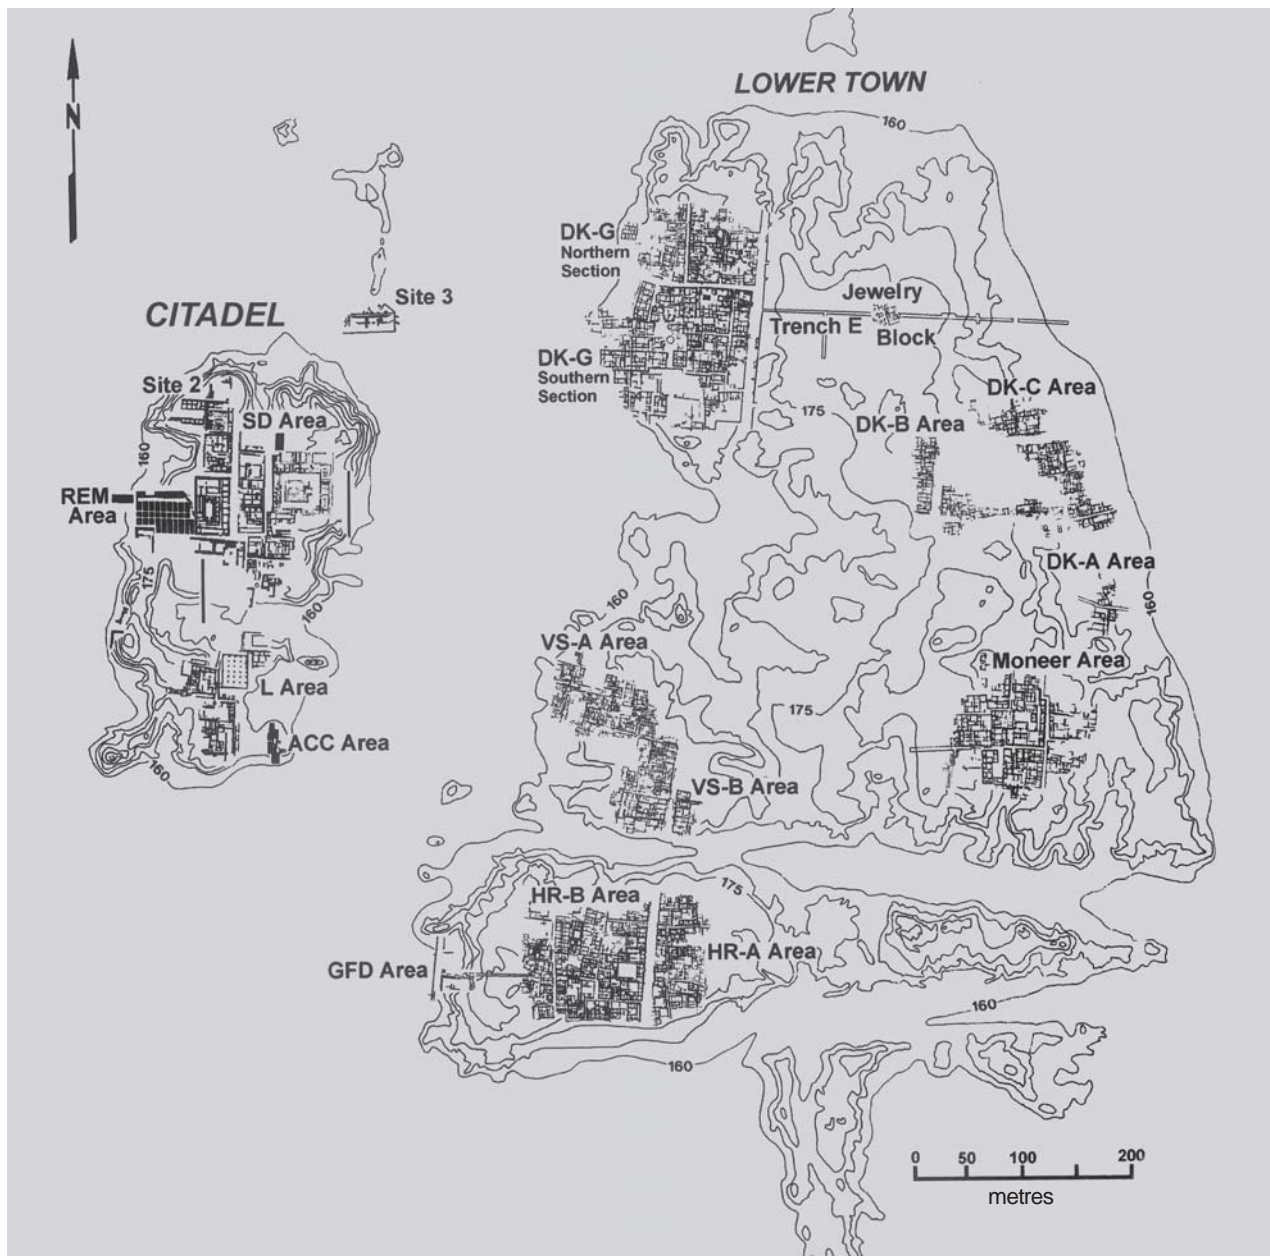 LOWER TOWN
160
N
DK-G
Northern
Section
Site 3
CITADEL
Jewelry
Trench E
Block
DK-G
Southern
Section
Site 2
SD Area
DK-C Area
175
DK-B Area
160
REM
Area
DK-A Area
175
160
160
160
VS-A Area
Moneer Area
L Area
175
ACC Area
160
VS-B Area
175
HR-B Area
HR-A Area
GFD Area
160
160
0 50 100 200
metres